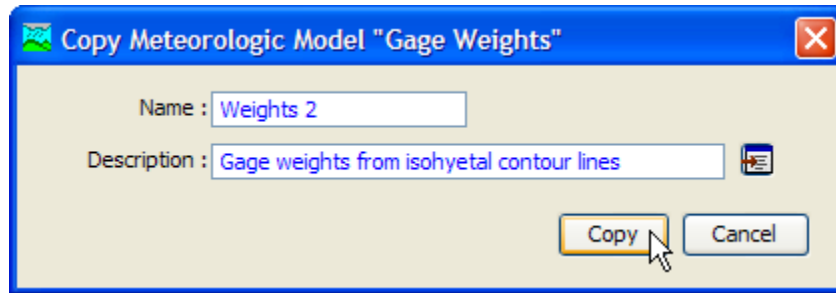 Copy Meteorologic Model "Gage Weights"
Name : Weights 2
Description : Gage weights from isohyetal contour lines
Copy Cancel